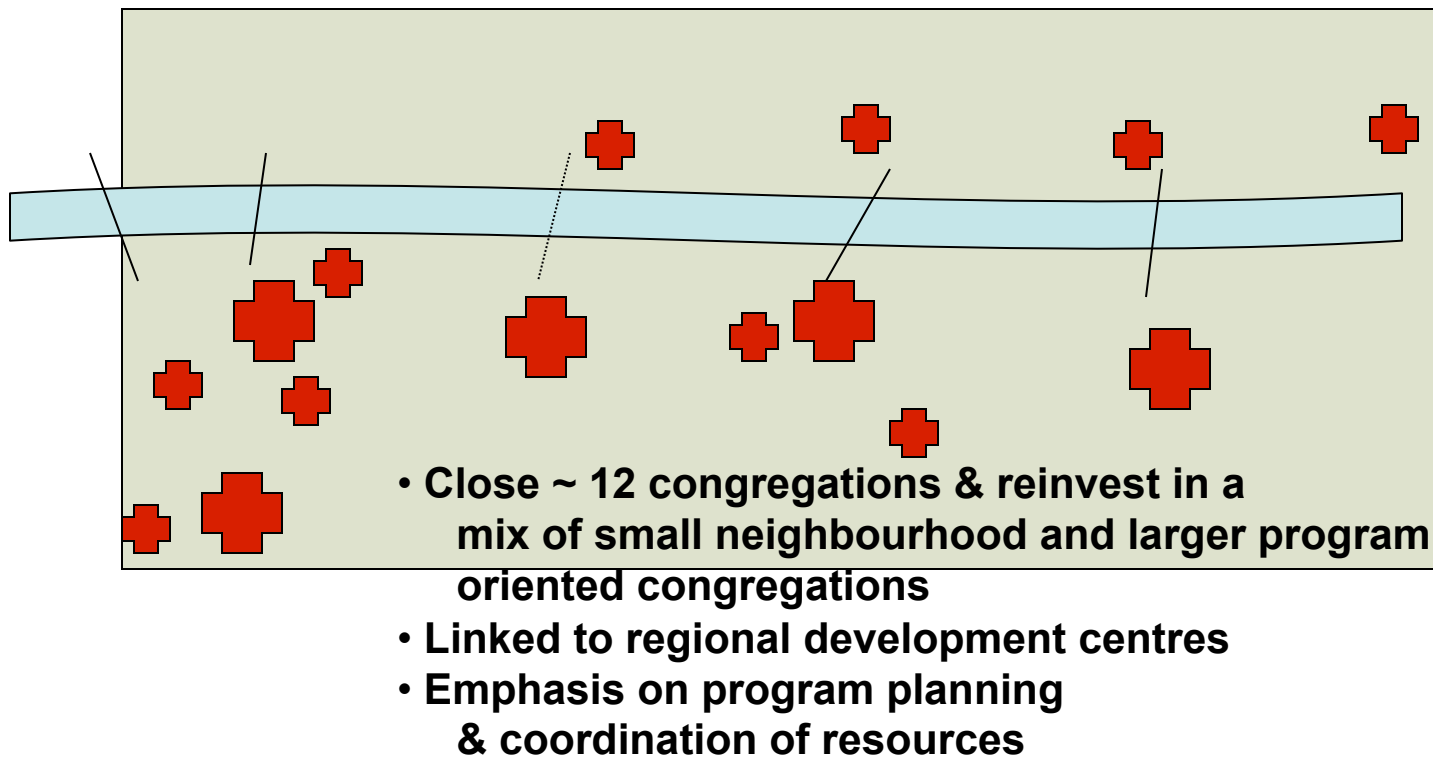 • Close ~ 12 congregations & reinvest in a
mix of small neighbourhood and larger program
oriented congregations
• Linked to regional development centres
• Emphasis on program planning
& coordination of resources